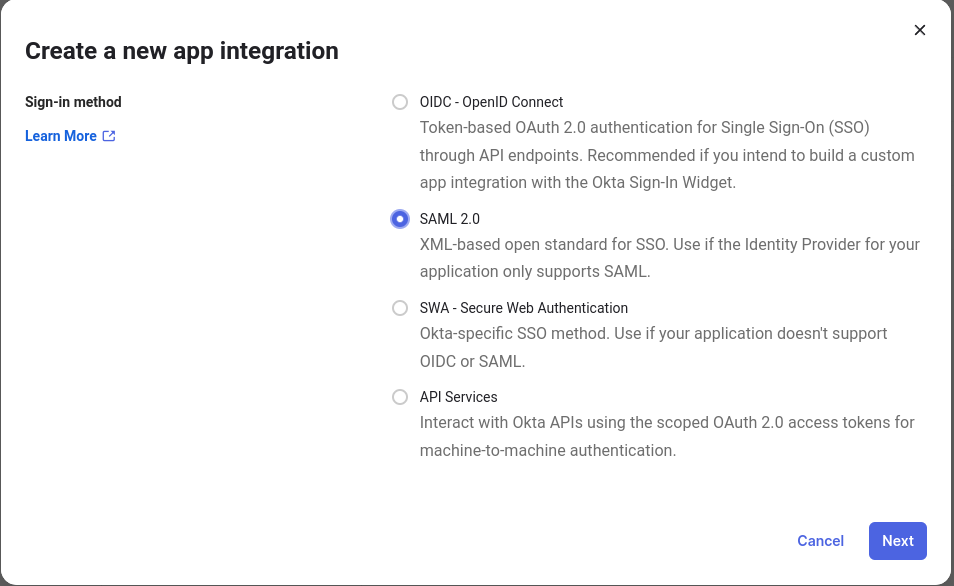 Create a new app integration
Sign-in method
Learn More
OIDC - OpenID Connect
Token-based OAuth 2.0 authentication for Single Sign-On (SSO)
through API endpoints. Recommended if you intend to build a custom
app integration with the Okta Sign-In Widget.
SAML 2.0
XML-based open standard for SSO. Use if the Identity Provider for your
application only supports SAML.
SWA - Secure Web Authentication
Okta-specific SSO method. Use if your application doesn't support
OIDC or SAML.
API Services
Interact with Okta APIs using the scoped OAuth 2.0 access tokens for
machine-to-machine authentication.
Cancel
Next